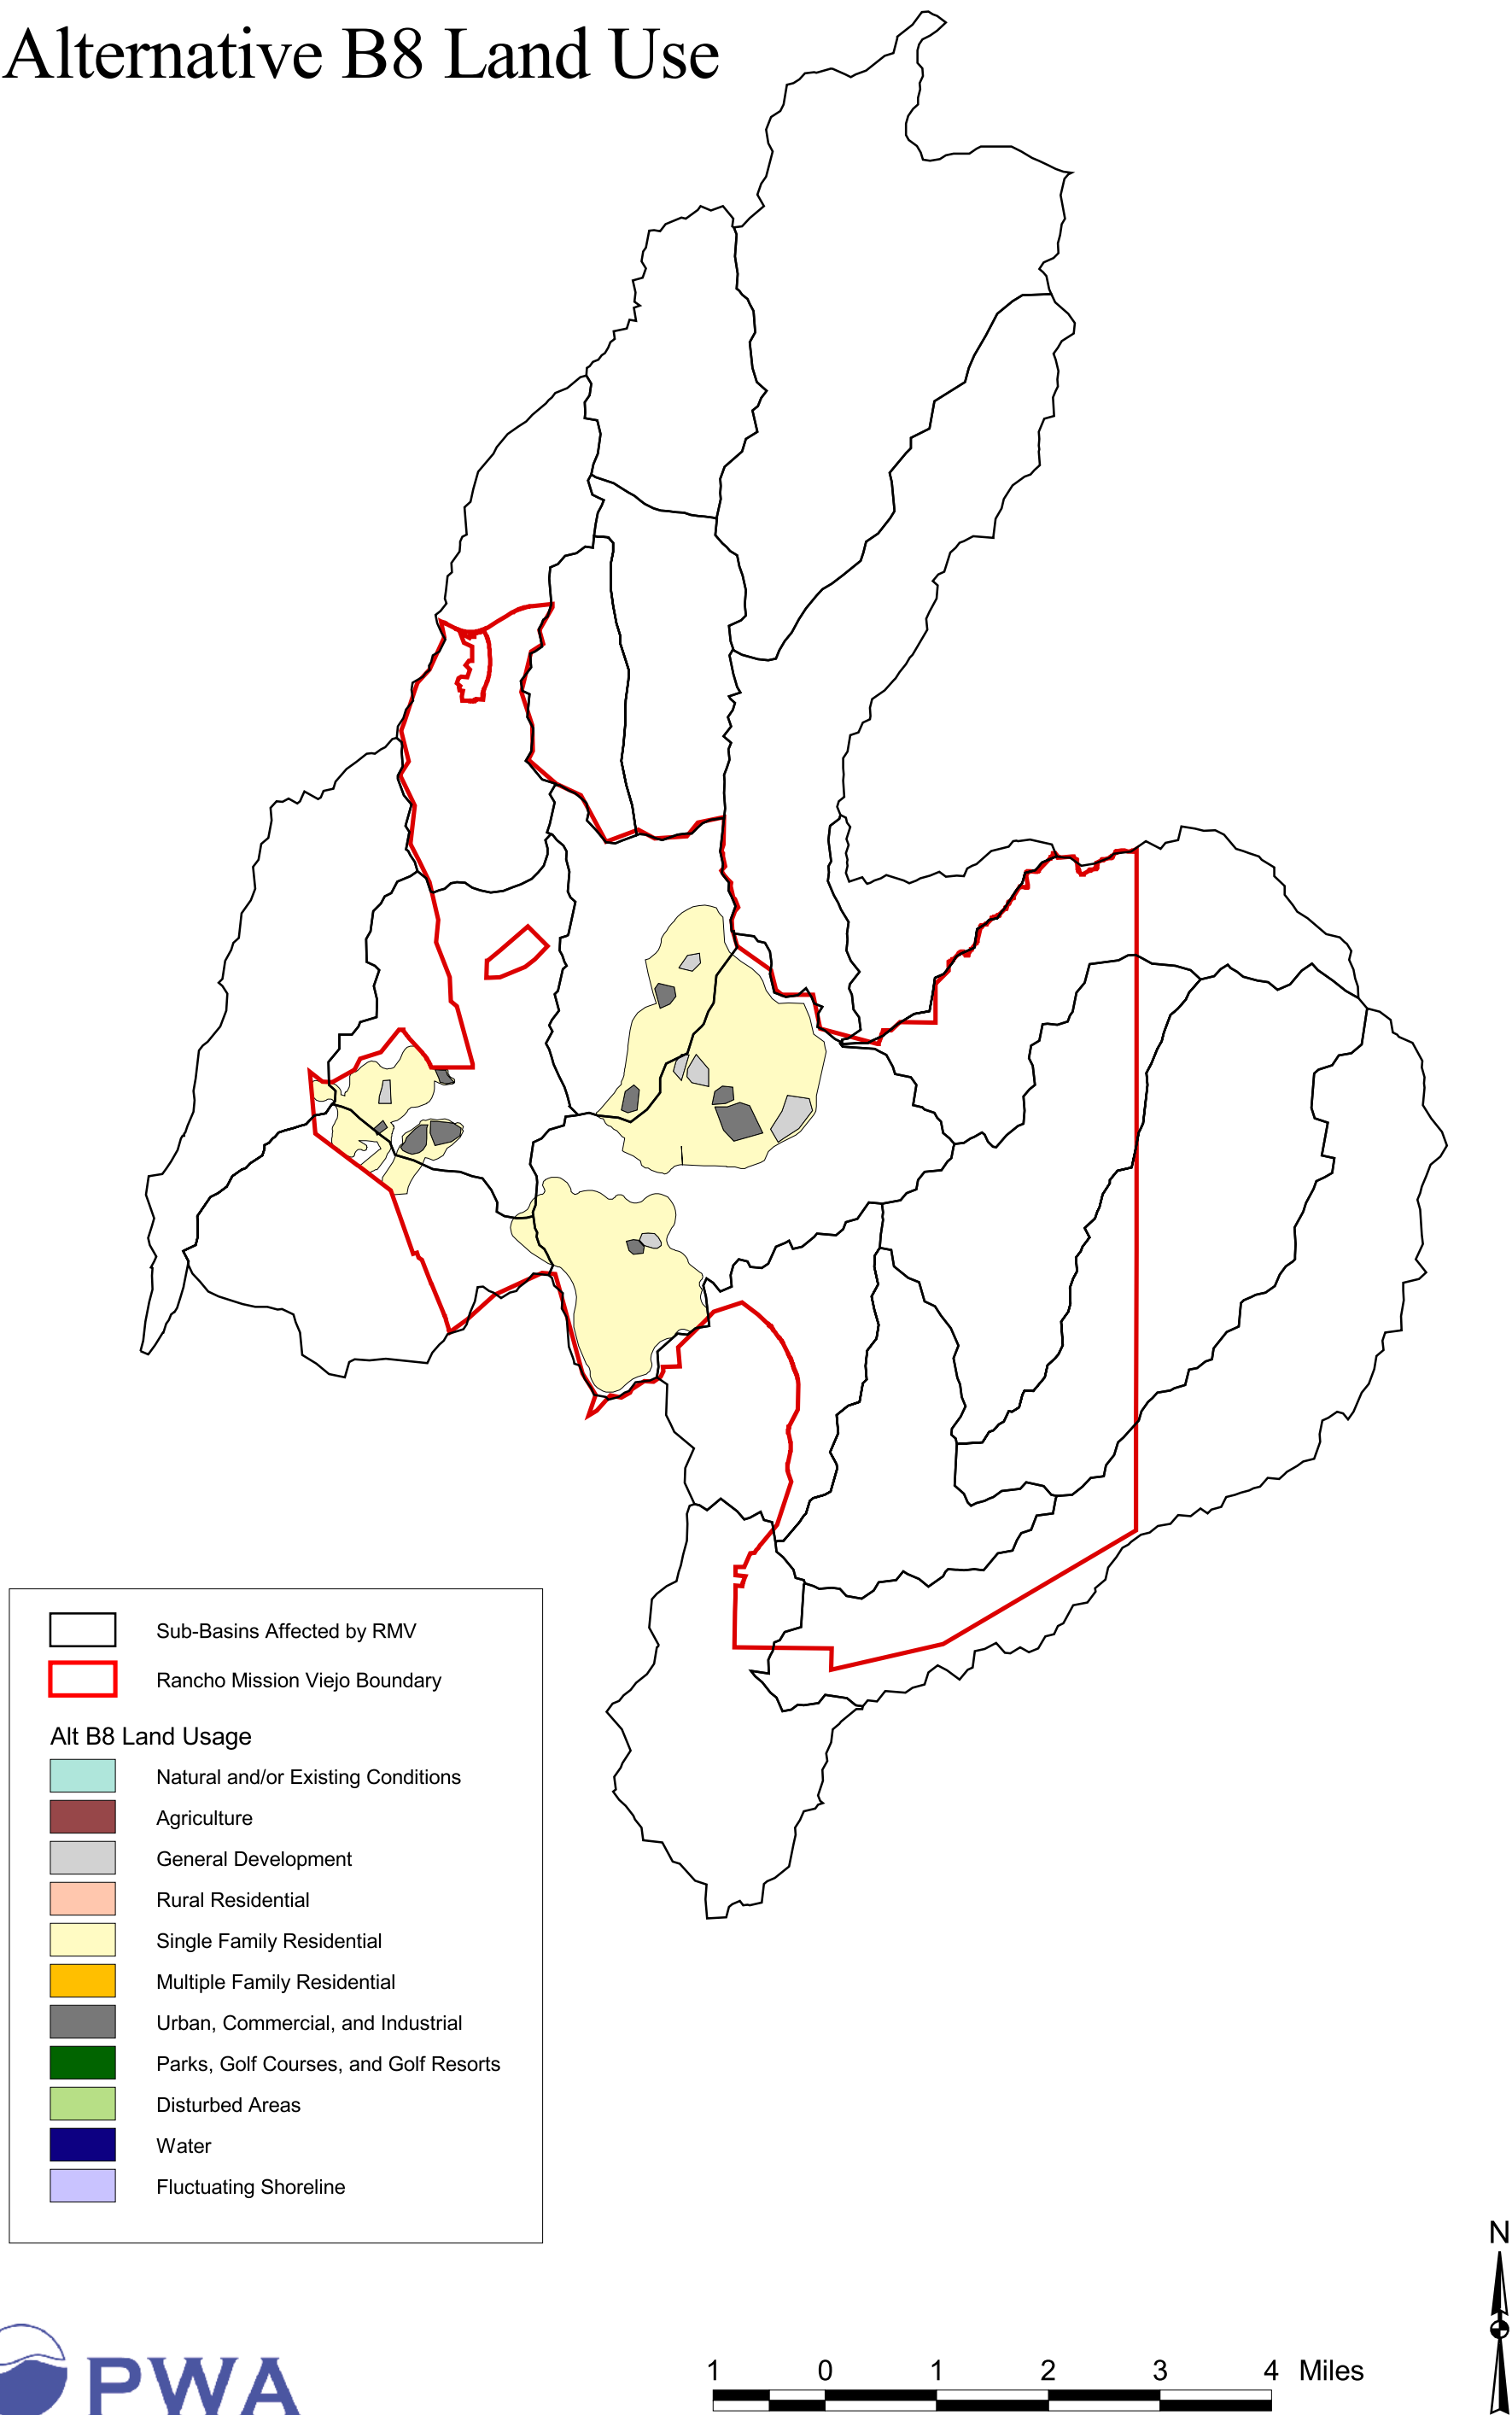 Alternative B8 Land Use
Sub-Basins Affected by RMV
Rancho Mission Viejo Boundary
Alt B8 Land Usage
Natural and/or Existing Conditions
Agriculture
General Development
Rural Residential
Single Family Residential
Multiple Family Residential
Urban, Commercial, and Industrial
Parks, Golf Courses, and Golf Resorts
Disturbed Areas
Water
Fluctuating Shoreline
N
PWA
1 0 1 2 3 4 Miles